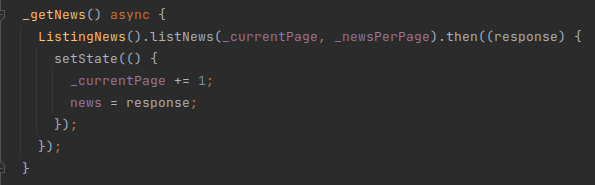 _getNews() async {
  ListingNews().listNews(_currentPage, _newsPerPage).then((response) {
    setState(() {
      _currentPage += 1;
      news = response;
    });
  });
}